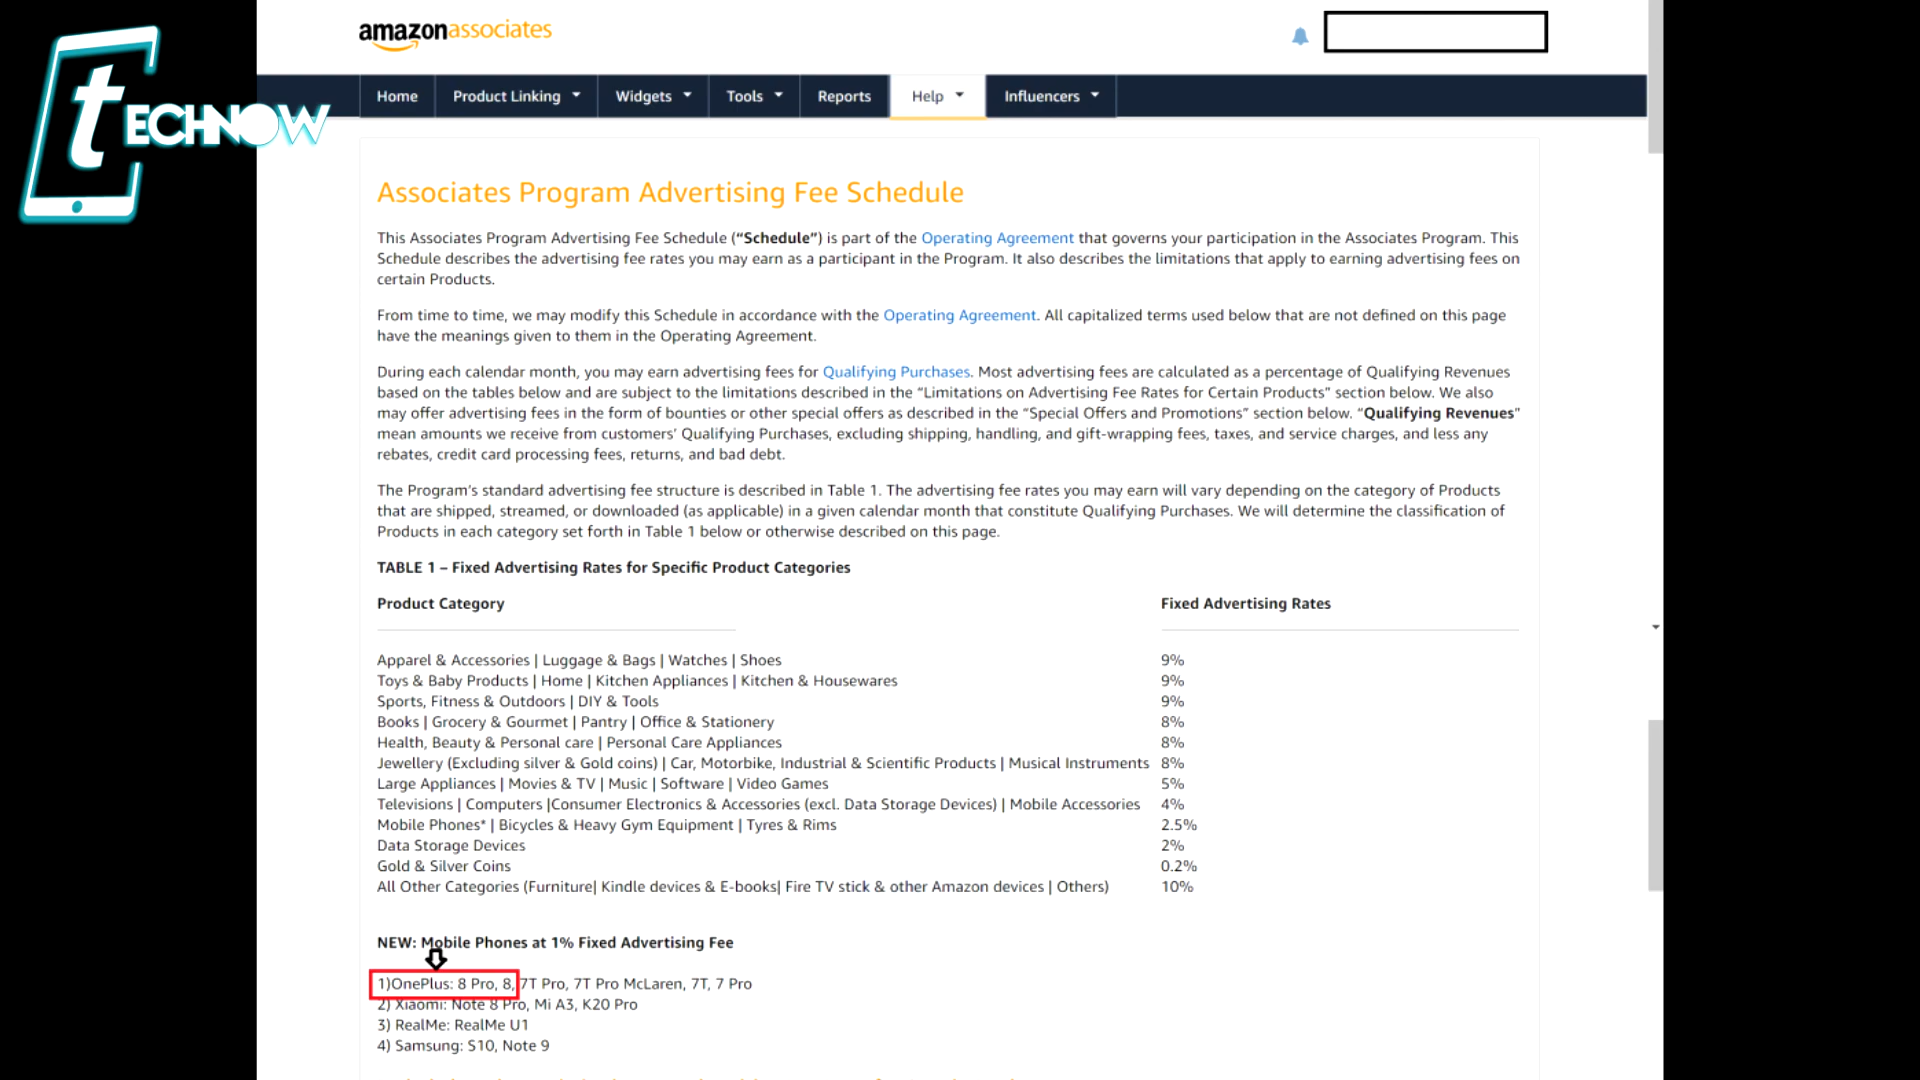 tECHNOW
amazonassociates
Home Product Linking Widgets Tools Reports Help Influencers
Associates Program Advertising Fee Schedule
This Associates Program Advertising Fee Schedule (“Schedule”) is part of the Operating Agreement that governs your participation in the Associates Program. This
Schedule describes the advertising fee rates you may earn as a participant in the Program. It also describes the limitations that apply to earning advertising fees on
certain Products.
From time to time, we may modify this Schedule in accordance with the Operating Agreement. All capitalized terms used below that are not defined on this page
have the meanings given to them in the Operating Agreement.
During each calendar month, you may earn advertising fees for Qualifying Purchases. Most advertising fees are calculated as a percentage of Qualifying Revenues
based on the tables below and are subject to the limitations described in the “Limitations on Advertising Fee Rates for Certain Products” section below. We also
may offer advertising fees in the form of bounties or other special offers as described in the “Special Offers and Promotions” section below. “Qualifying Revenues”
mean amounts we receive from customers’ Qualifying Purchases, excluding shipping, handling, and gift-wrapping fees, taxes, and service charges, and less any
rebates, credit card processing fees, returns, and bad debt.
The Program’s standard advertising fee structure is described in Table 1. The advertising fee rates you may earn will vary depending on the category of Products
that are shipped, streamed, or downloaded (as applicable) in a given calendar month that constitute Qualifying Purchases. We will determine the classification of
Products in each category set forth in Table 1 below or otherwise described on this page.
TABLE 1 – Fixed Advertising Rates for Specific Product Categories
Product Category Fixed Advertising Rates
Apparel & Accessories | Luggage & Bags | Watches | Shoes 9%
Toys & Baby Products | Home | Kitchen Appliances | Kitchen & Housewares 9%
Sports, Fitness & Outdoors | DIY & Tools 9%
Books | Grocery & Gourmet | Pantry | Office & Stationery 8%
Health, Beauty & Personal care | Personal Care Appliances 8%
Jewellery (Excluding silver & Gold coins) | Car, Motorbike, Industrial & Scientific Products | Musical Instruments 8%
Large Appliances | Movies & TV | Music | Software | Video Games 5%
Televisions | Computers |Consumer Electronics & Accessories (excl. Data Storage Devices) | Mobile Accessories 4%
Mobile Phones* | Bicycles & Heavy Gym Equipment | Tyres & Rims 2.5%
Data Storage Devices 2%
Gold & Silver Coins 0.2%
All Other Categories (Furniture| Kindle devices & E-books| Fire TV stick & other Amazon devices | Others) 10%
NEW: Mobile Phones at 1% Fixed Advertising Fee
1)OnePlus: 8 Pro, 8, 7T Pro, 7T Pro McLaren, 7T, 7 Pro
2) Xiaomi: Note 8 Pro, Mi A3, K20 Pro
3) RealMe: RealMe U1
4) Samsung: S10, Note 9